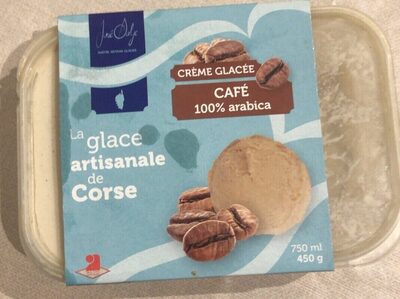 CRÈME GLACÉE
CAFÉ
100% arabica
La
glace
artisanale
de
Corse
750 ml
450 g